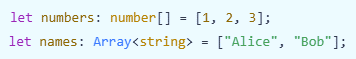 let numbers: number[] = [1, 2, 3];
let names: Array<string> = ["Alice", "Bob"];